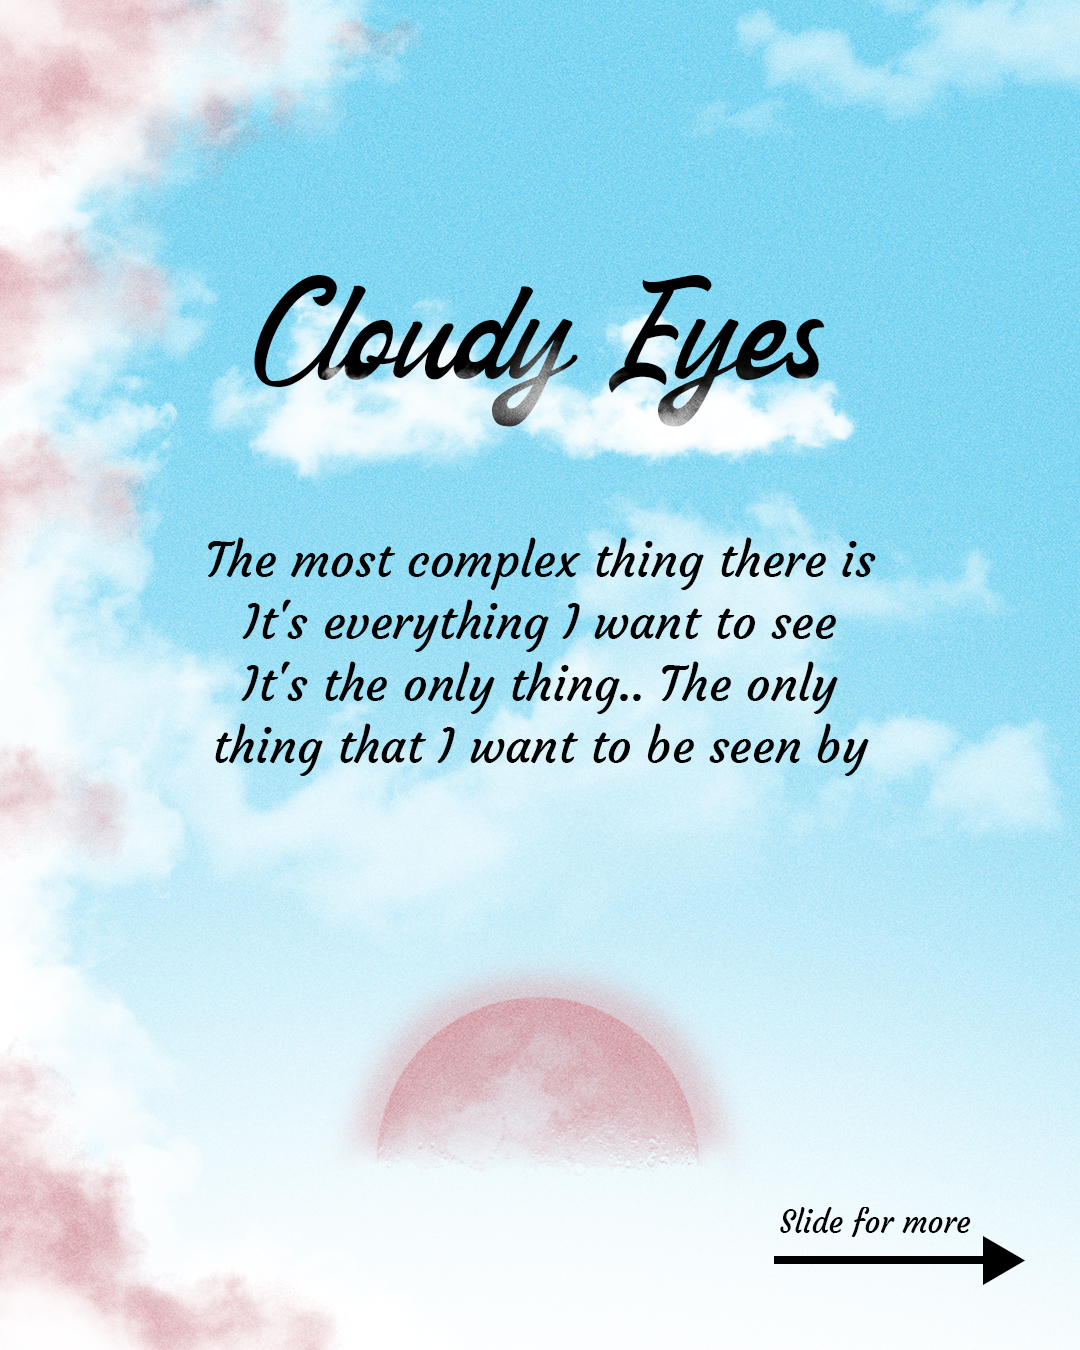 Cloudy Eyes
The most complex thing there is
It's everything I want to see
It's the only thing.. The only
thing that I want to be seen by
Slide for more